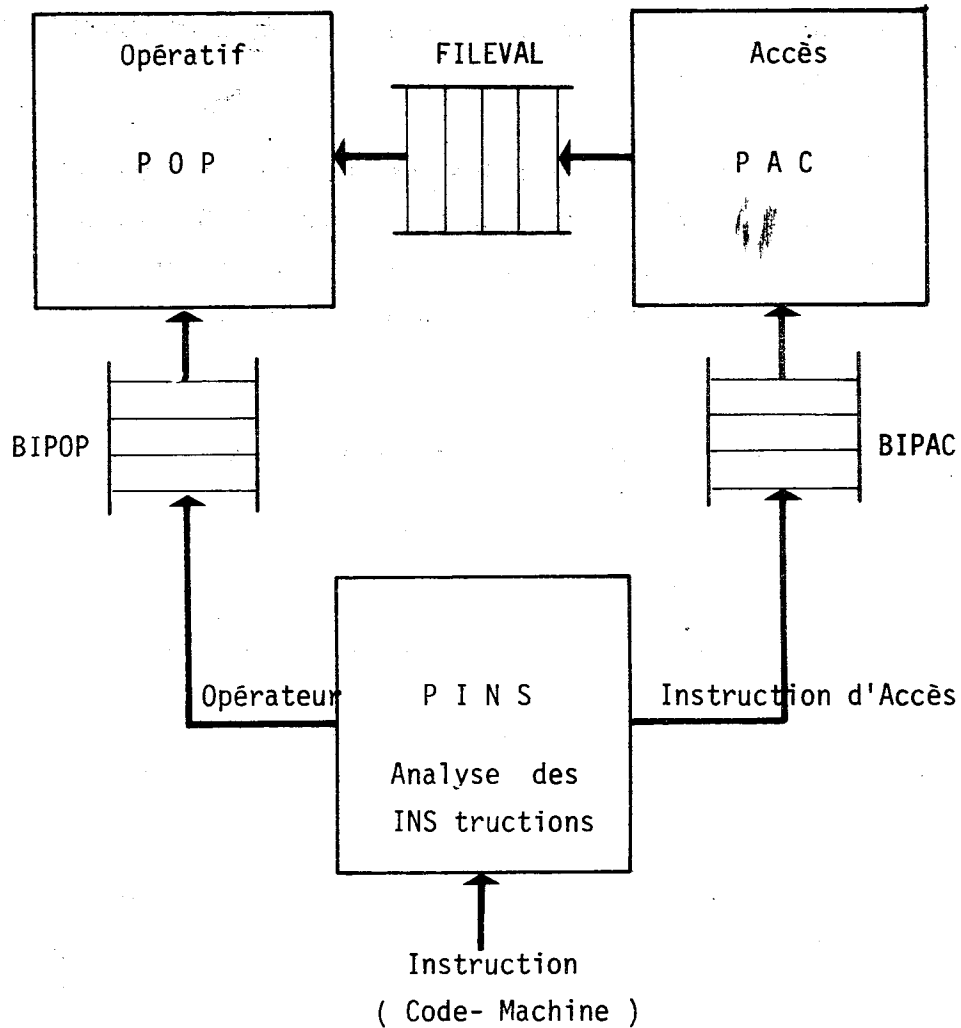 Opératif
FILEVAL
Accès
P O P
P A C
BIPOP
BIPAC
Opérateur
P I N S
Instruction d'Accès
Analyse des
INS tructions
Instruction
( Code- Machine )